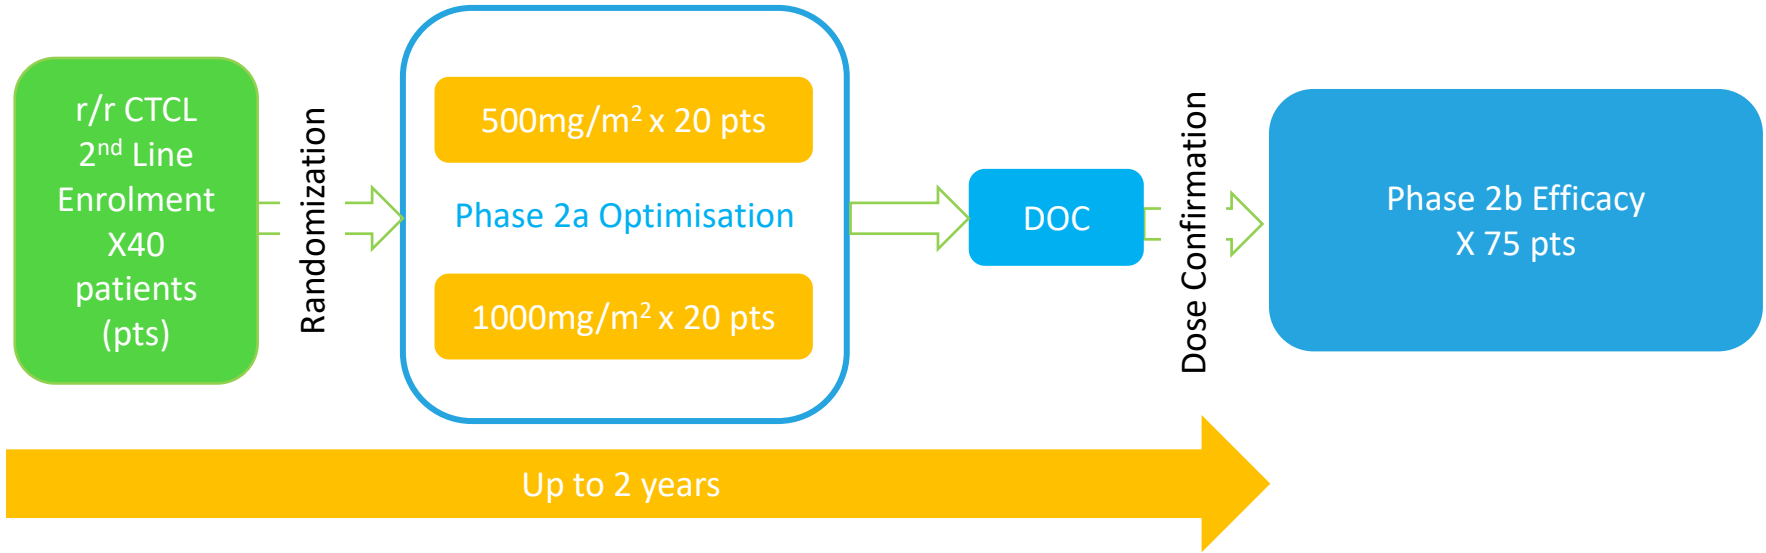 r/r CTCL
2nd Line
Enrolment
X40
patients
(pts)
Randomization
500mg/m² x 20 pts
Phase 2a Optimisation
1000mg/m² x 20 pts
DOC
Dose Confirmation
Phase 2b Efficacy
X 75 pts
Up to 2 years